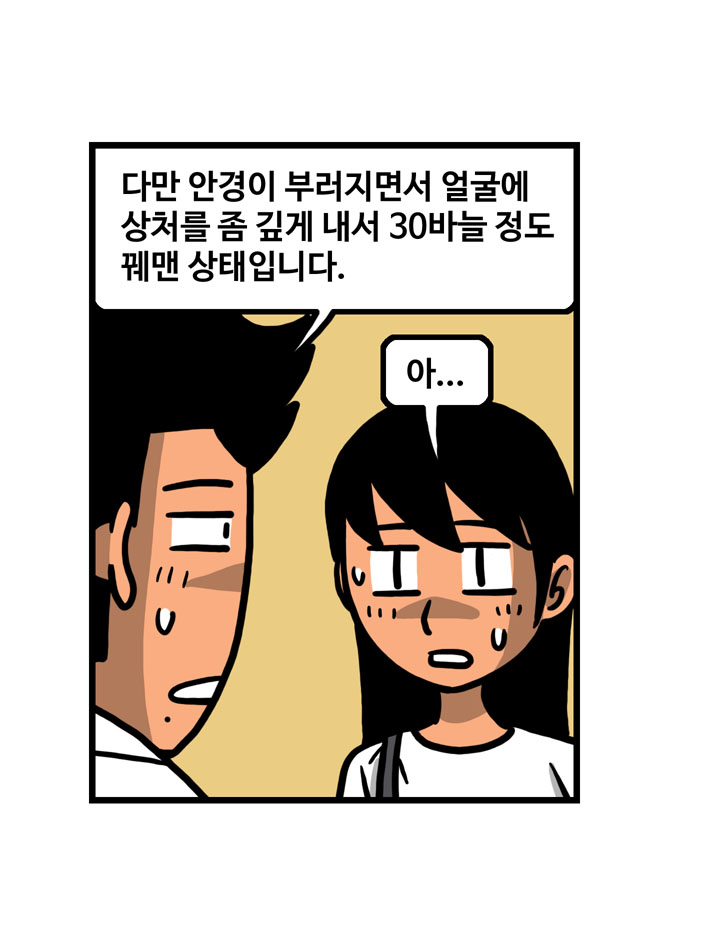 다만 안경이 부러지면서 얼굴에
상처를 좀 깊게 내서 30바늘 정도
꿰맨 상태입니다.
아...